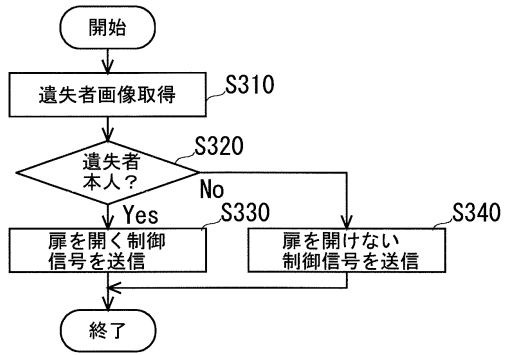 開始
遺失者画像取得
S310
遺失者
本人？
S320
No
Yes
扉を開く制御
信号を送信
S330
扉を開けない
制御信号を送信
S340
終了